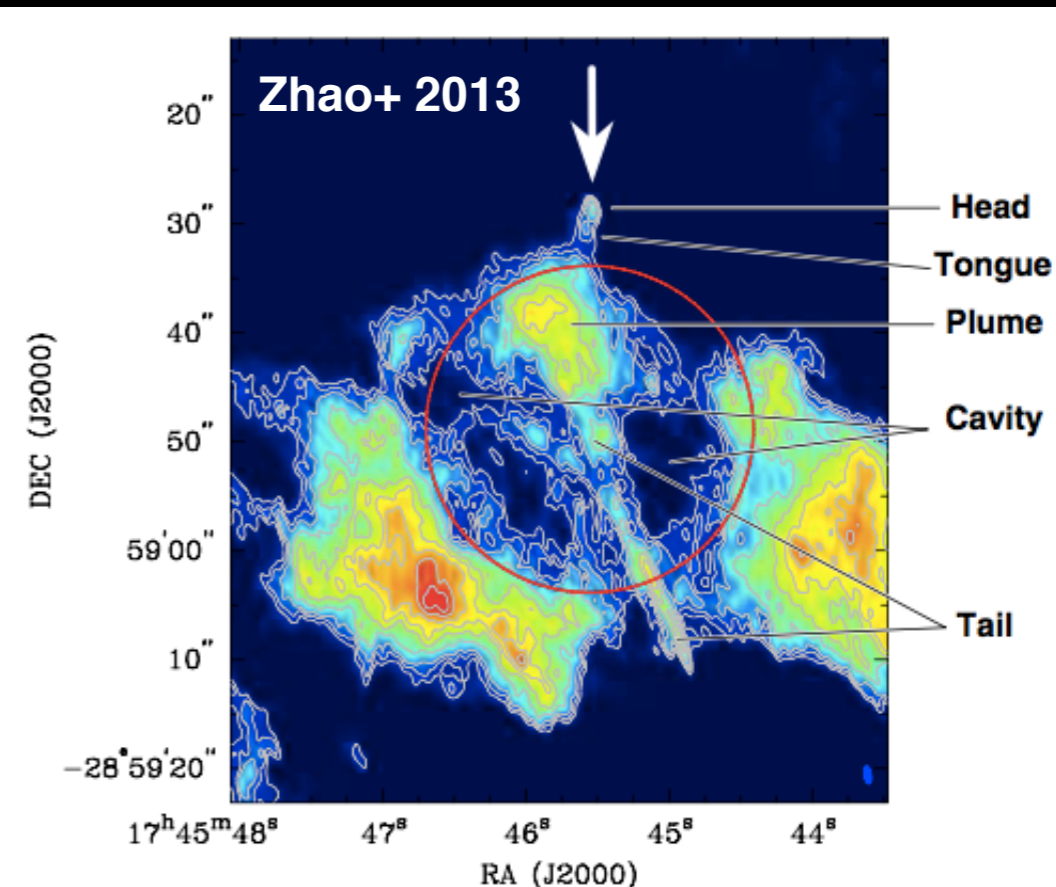 Zhao+ 2013
20"
30"
40"
50"
59'00"
10"
−28°59'20"
DEC (J2000)
Head
Tongue
Plume
Cavity
Tail
17ʰ45ᵐ48ˢ
47ˢ
46ˢ
45ˢ
44ˢ
RA (J2000)